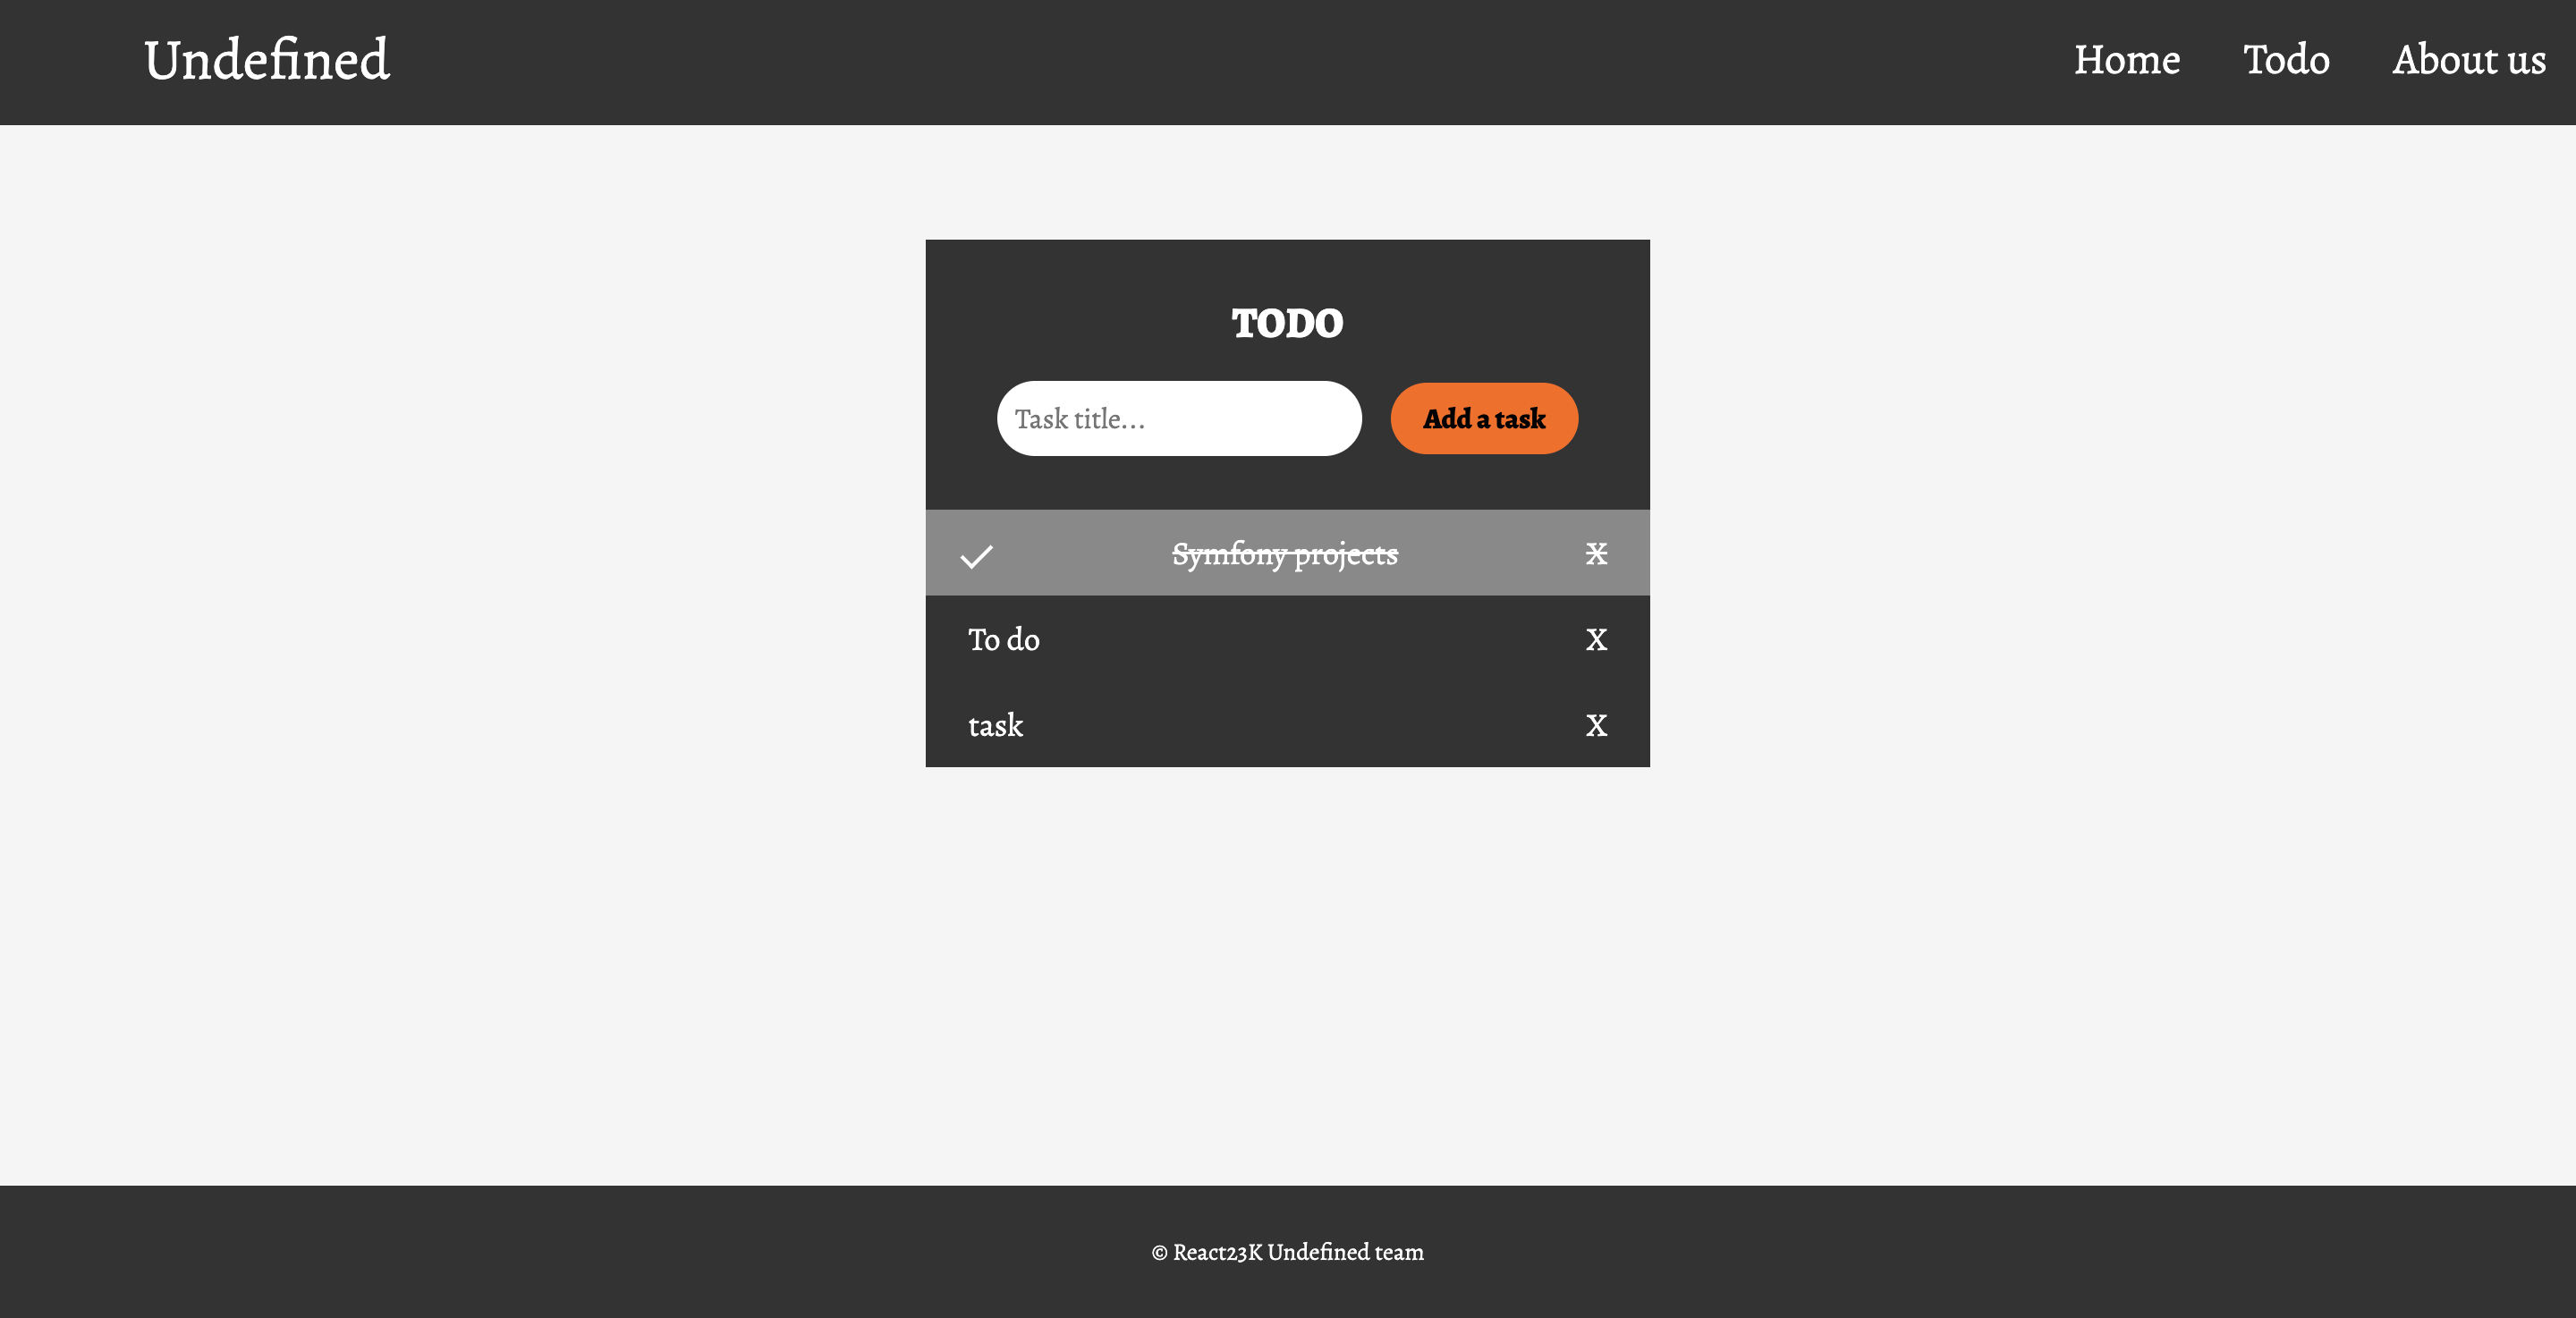 Undefined Home Todo About us
TODO
Task title... Add a task
Symfony projects X
To do X
task X
© React23K Undefined team